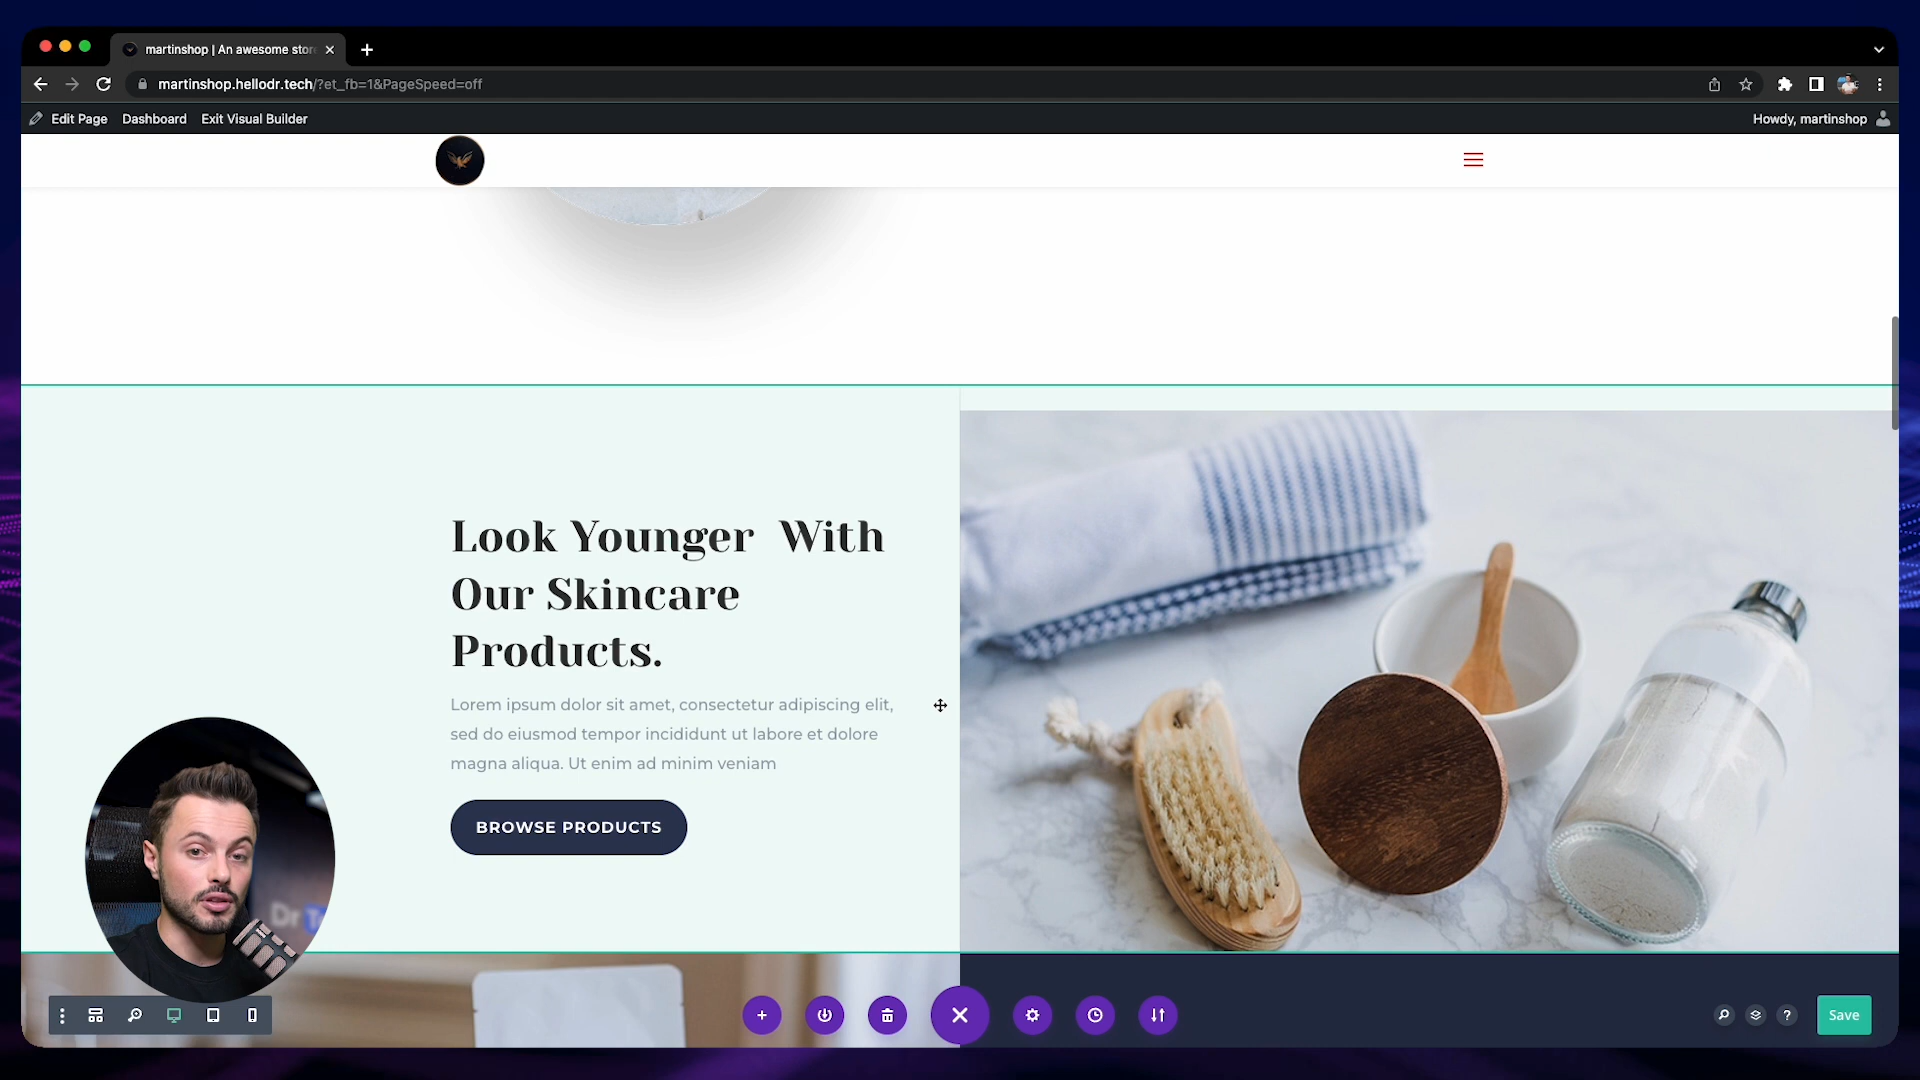 martinshop | An awesome stor
martinshop.hellodr.tech/?et_fb=1&PageSpeed=off
Edit Page Dashboard Exit Visual Builder Howdy, martinshop
Look Younger With
Our Skincare
Products.
Lorem ipsum dolor sit amet, consectetur adipiscing elit,
sed do eiusmod tempor incididunt ut labore et dolore
magna aliqua. Ut enim ad minim veniam
BROWSE PRODUCTS
Dr T
Save